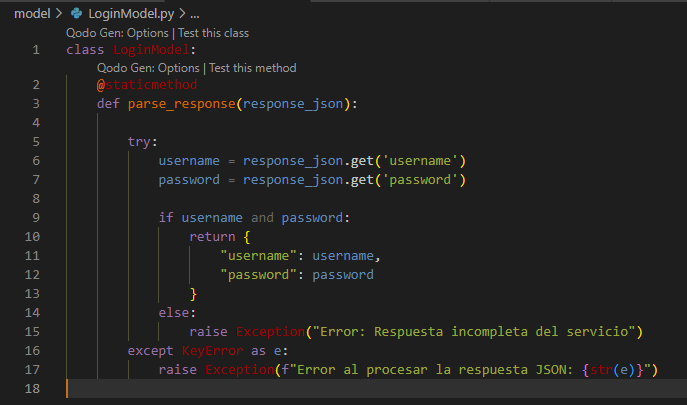 model > LoginModel.py > ...
Qodo Gen: Options | Test this class
1 class LoginModel:
Qodo Gen: Options | Test this method
2     @staticmethod
3     def parse_response(response_json):
4
5         try:
6             username = response_json.get('username')
7             password = response_json.get('password')
8
9             if username and password:
10                 return {
11                     "username": username,
12                     "password": password
13                 }
14             else:
15                 raise Exception("Error: Respuesta incompleta del servicio")
16         except KeyError as e:
17             raise Exception(f"Error al procesar la respuesta JSON: {str(e)}")
18